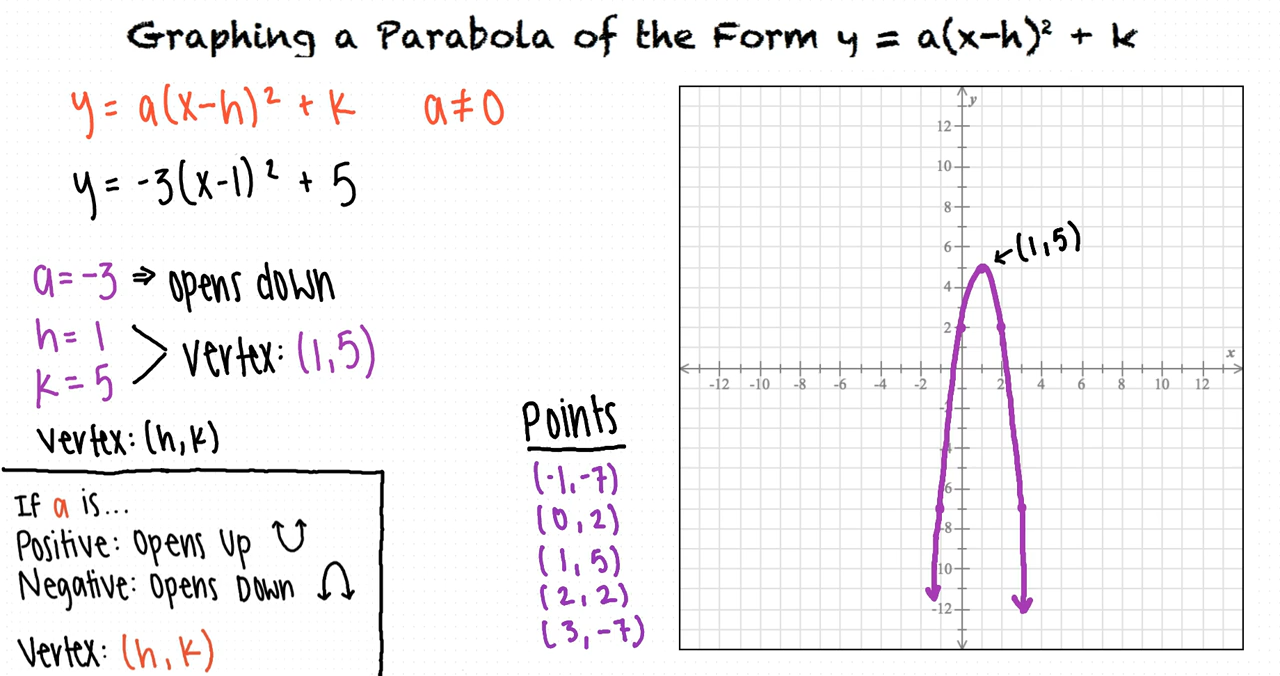 Graphing a Parabola of the Form y = a(x-h)² + k
y = a(x-h)² + k a≠0
y = -3(x-1)² + 5
a = -3 ⇒ opens down
h = 1
k = 5
> vertex: (1,5)
vertex: (h,k)
If a is...
Positive: Opens Up
Negative: Opens Down
Vertex: (h,k)
Points
(-1,-7)
(0,2)
(1,5)
(2,2)
(3,-7)
y
12
10
8
6
←(1,5)
4
2
x
-12 -10 -8 -6 -4 -2 2 4 6 8 10 12
-6
-8
-10
-12